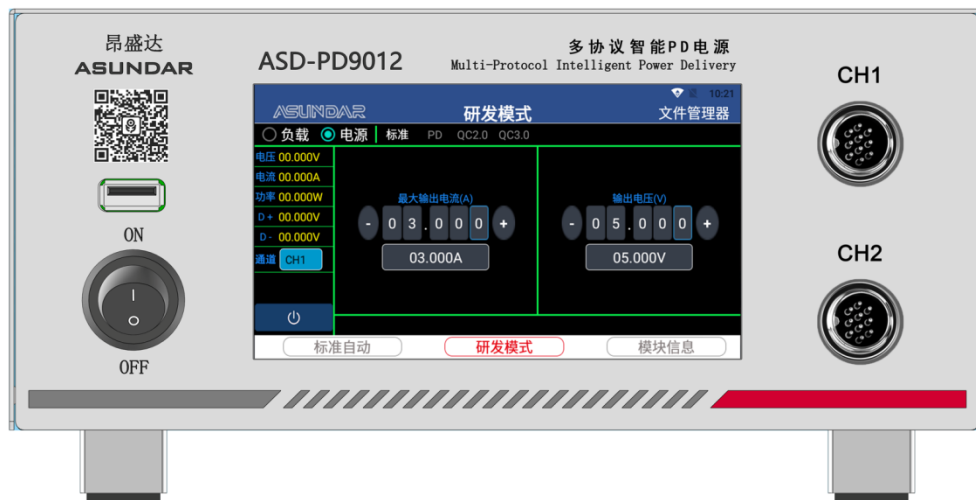 昂盛达
ASUNDAR
ON
OFF
ASD-PD9012
多协议智能PD电源
Multi-Protocol Intelligent Power Delivery
10:21
ASUNDAR
研发模式
文件管理器
负载 电源 标准 PD QC2.0 QC3.0
电压 00.000V
电流 00.000A
功率 00.000W
D+ 00.000V
D- 00.000V
通道 CH1
最大输出电流(A)
- 03.000 +
03.000A
输出电压(V)
- 05.000 +
05.000V
标准自动
研发模式
模块信息
CH1
CH2